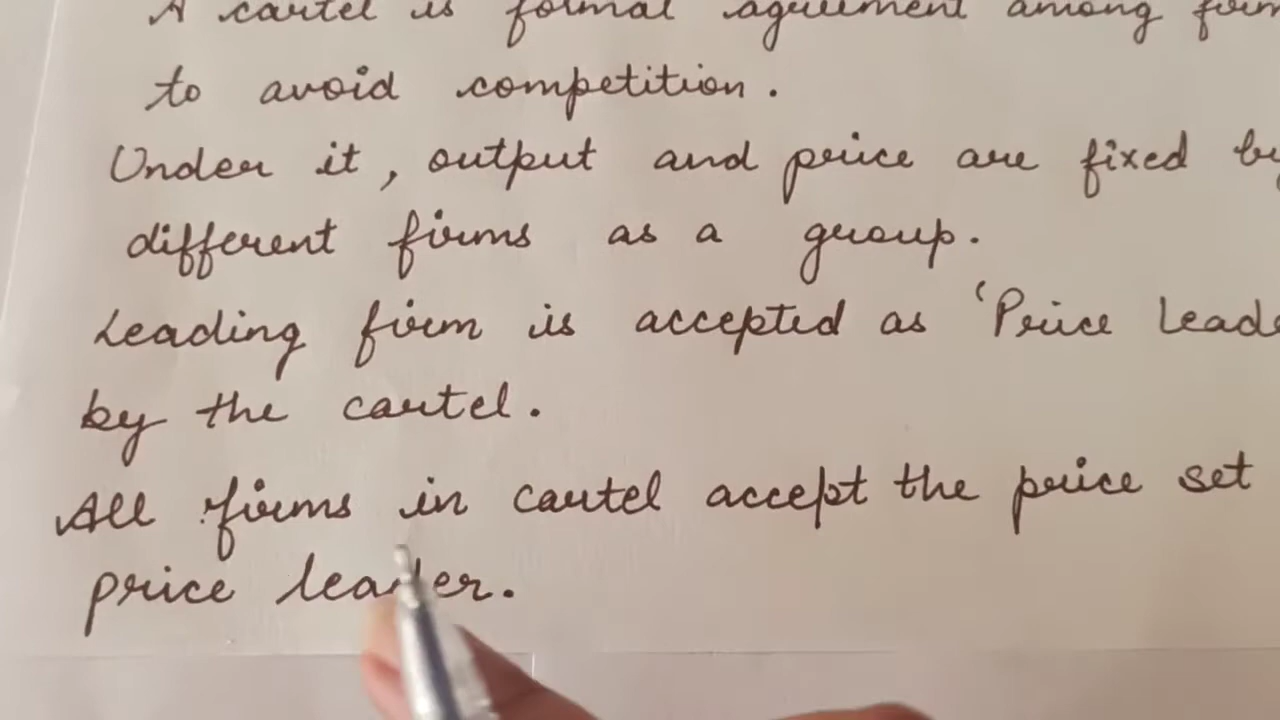 A cartel is formal agreement among
to avoid competition.
Under it, output and price are fixed by
different firms as a group.
Leading firm is accepted as 'Price
by the cartel.
All firms in cartel accept the price set
price leader.